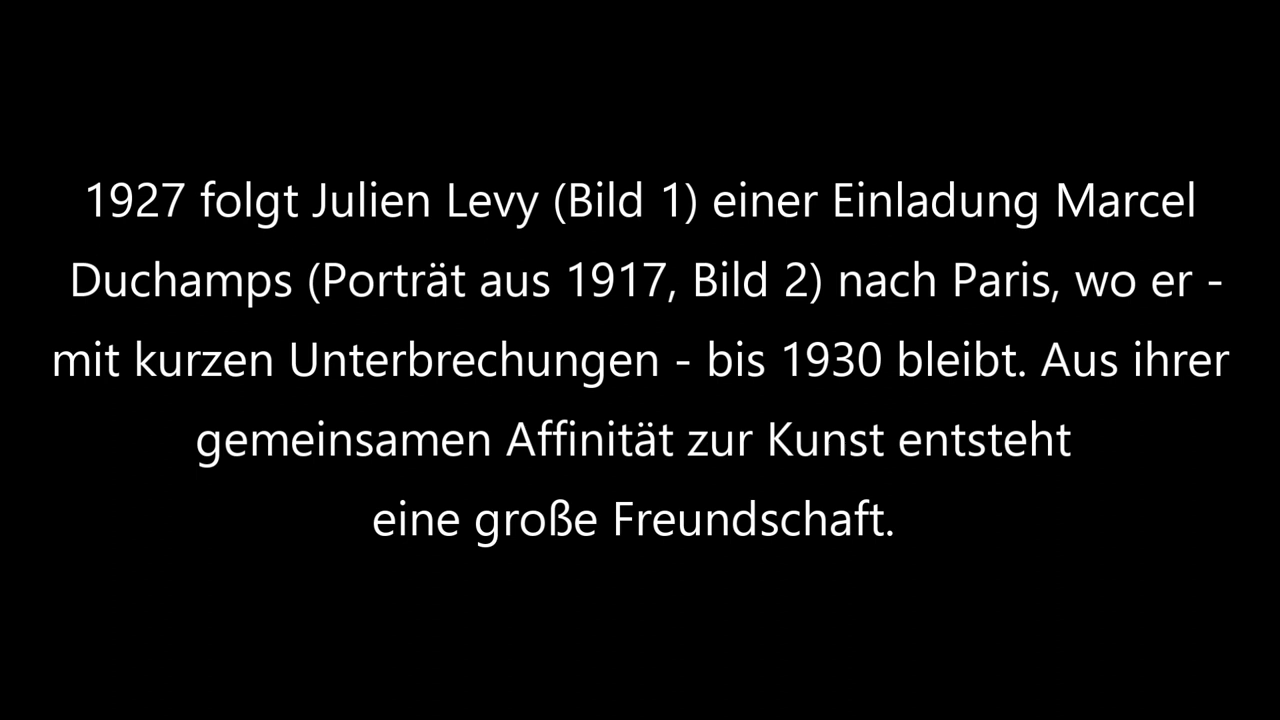 1927 folgt Julien Levy (Bild 1) einer Einladung Marcel
Duchamps (Porträt aus 1917, Bild 2) nach Paris, wo er -
mit kurzen Unterbrechungen - bis 1930 bleibt. Aus ihrer
gemeinsamen Affinität zur Kunst entsteht
eine große Freundschaft.